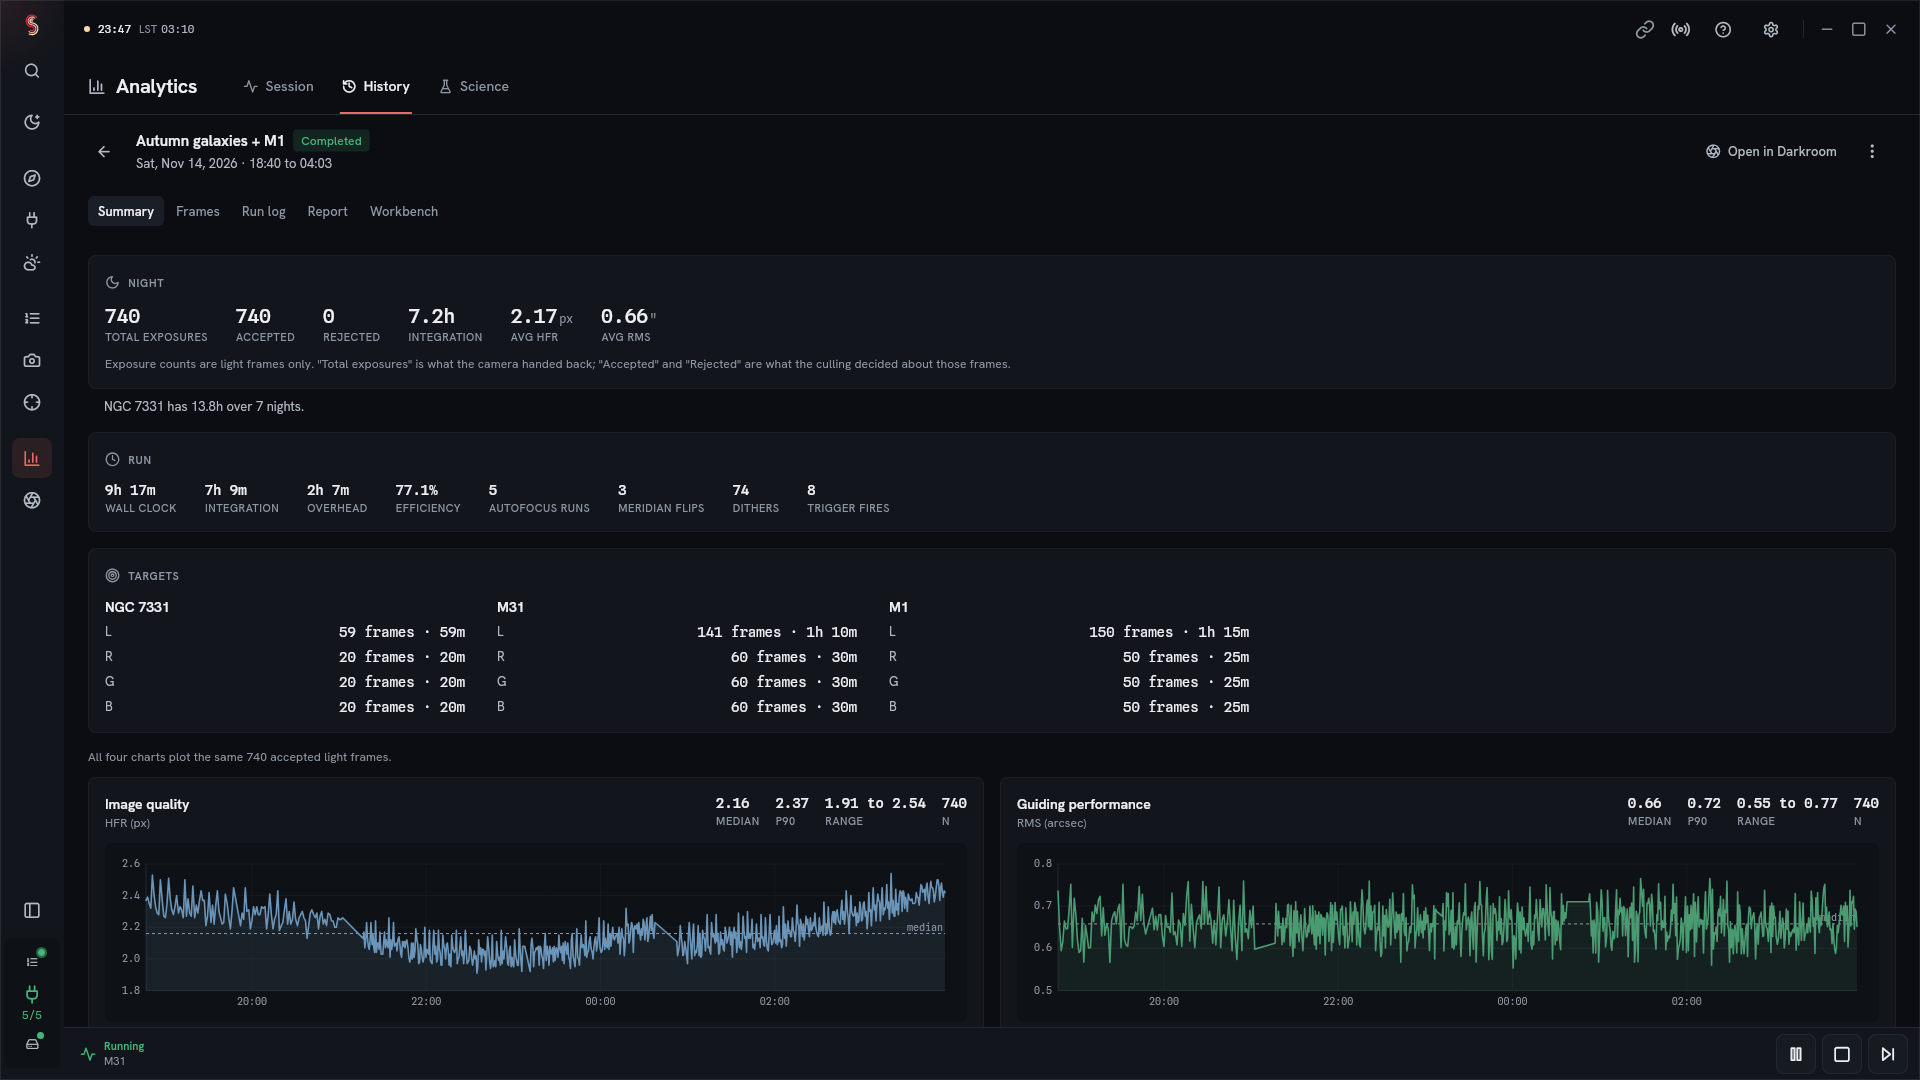 23:47 LST 03:10
Analytics Session History Science
Autumn galaxies + M1 Completed
Sat, Nov 14, 2026 · 18:40 to 04:03
Open in Darkroom
Summary Frames Run log Report Workbench
NIGHT
740 740 0 7.2h 2.17px 0.66"
TOTAL EXPOSURES ACCEPTED REJECTED INTEGRATION AVG HFR AVG RMS
Exposure counts are light frames only. "Total exposures" is what the camera handed back; "Accepted" and "Rejected" are what the culling decided about those frames.
NGC 7331 has 13.8h over 7 nights.
RUN
9h 17m 7h 9m 2h 7m 77.1% 5 3 74 8
WALL CLOCK INTEGRATION OVERHEAD EFFICIENCY AUTOFOCUS RUNS MERIDIAN FLIPS DITHERS TRIGGER FIRES
TARGETS
NGC 7331
L 59 frames · 59m
R 20 frames · 20m
G 20 frames · 20m
B 20 frames · 20m
M31
L 141 frames · 1h 10m
R 60 frames · 30m
G 60 frames · 30m
B 60 frames · 30m
M1
L 150 frames · 1h 15m
R 50 frames · 25m
G 50 frames · 25m
B 50 frames · 25m
All four charts plot the same 740 accepted light frames.
Image quality
HFR (px)
2.16 2.37 1.91 to 2.54 740
MEDIAN P90 RANGE N
2.6
2.4
2.2
2.0
1.8
median
20:00 22:00 00:00 02:00
Guiding performance
RMS (arcsec)
0.66 0.72 0.55 to 0.77 740
MEDIAN P90 RANGE N
0.8
0.7
0.6
0.5
20:00 22:00 00:00 02:00
5/5
Running
M31